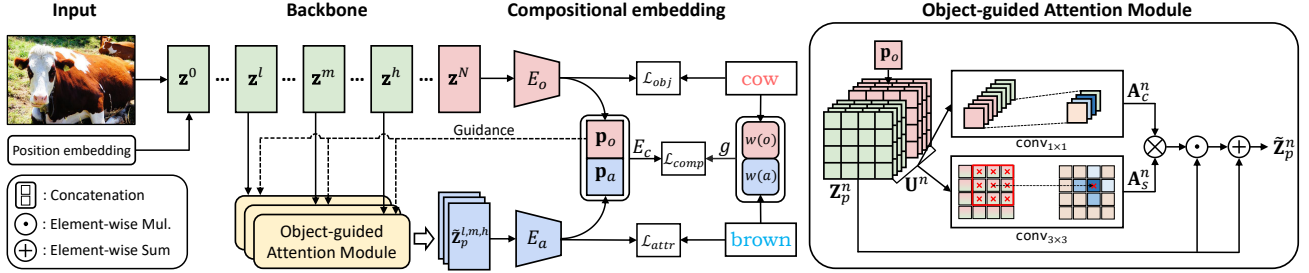 Input
Backbone
Compositional embedding
Object-guided Attention Module
z^0 ... z^l ... z^m ... z^h ... z^N
E_o
L_obj
cow
Position embedding
Guidance
p_o
p_a
E_c
L_comp
g
w(o)
w(a)
: Concatenation
: Element-wise Mul.
: Element-wise Sum
Object-guided
Attention Module
z̃_p^{l,m,h}
E_a
L_attr
brown
p_o
Z_p^n
U^n
conv_{1×1}
A_c^n
conv_{3×3}
A_s^n
Z̃_p^n